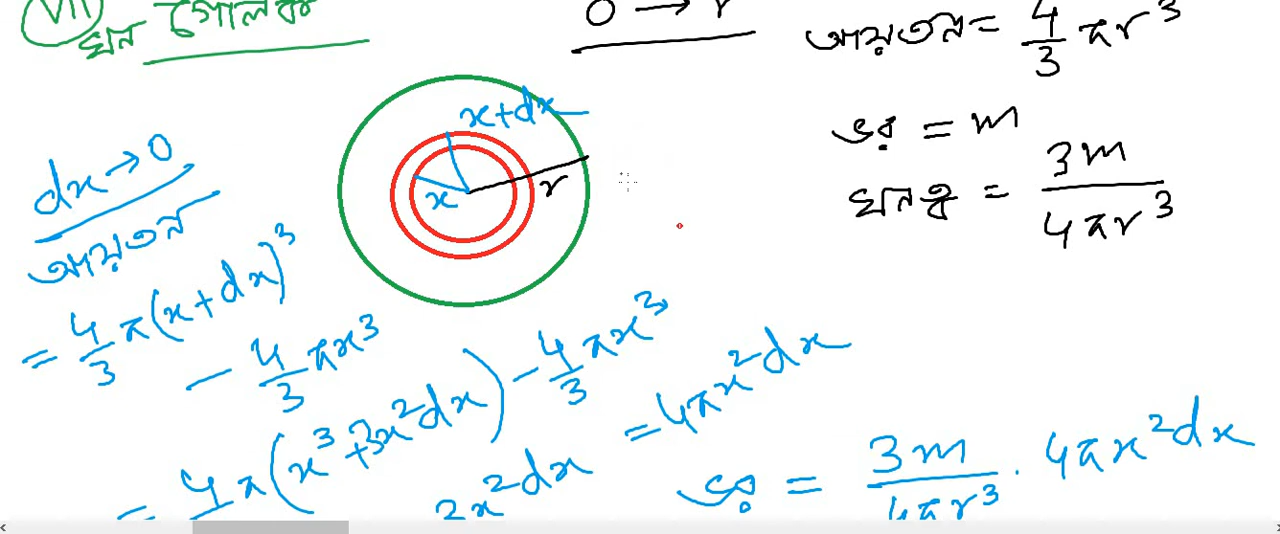 (VII) ঘন গোলক
0 → r
আয়তন = 4/3 πr³
ভর = m
ঘনত্ব = 3m/4πr³
x+dx
x
r
dx→0
আয়তন
= 4/3 π(x+dx)³
- 4/3 πx³
= 4 π(x³+3x²dx) - 4/3 πx³
3x²dx
= 4πx²dx
ভর = 3m/4πr³ . 4πx²dx